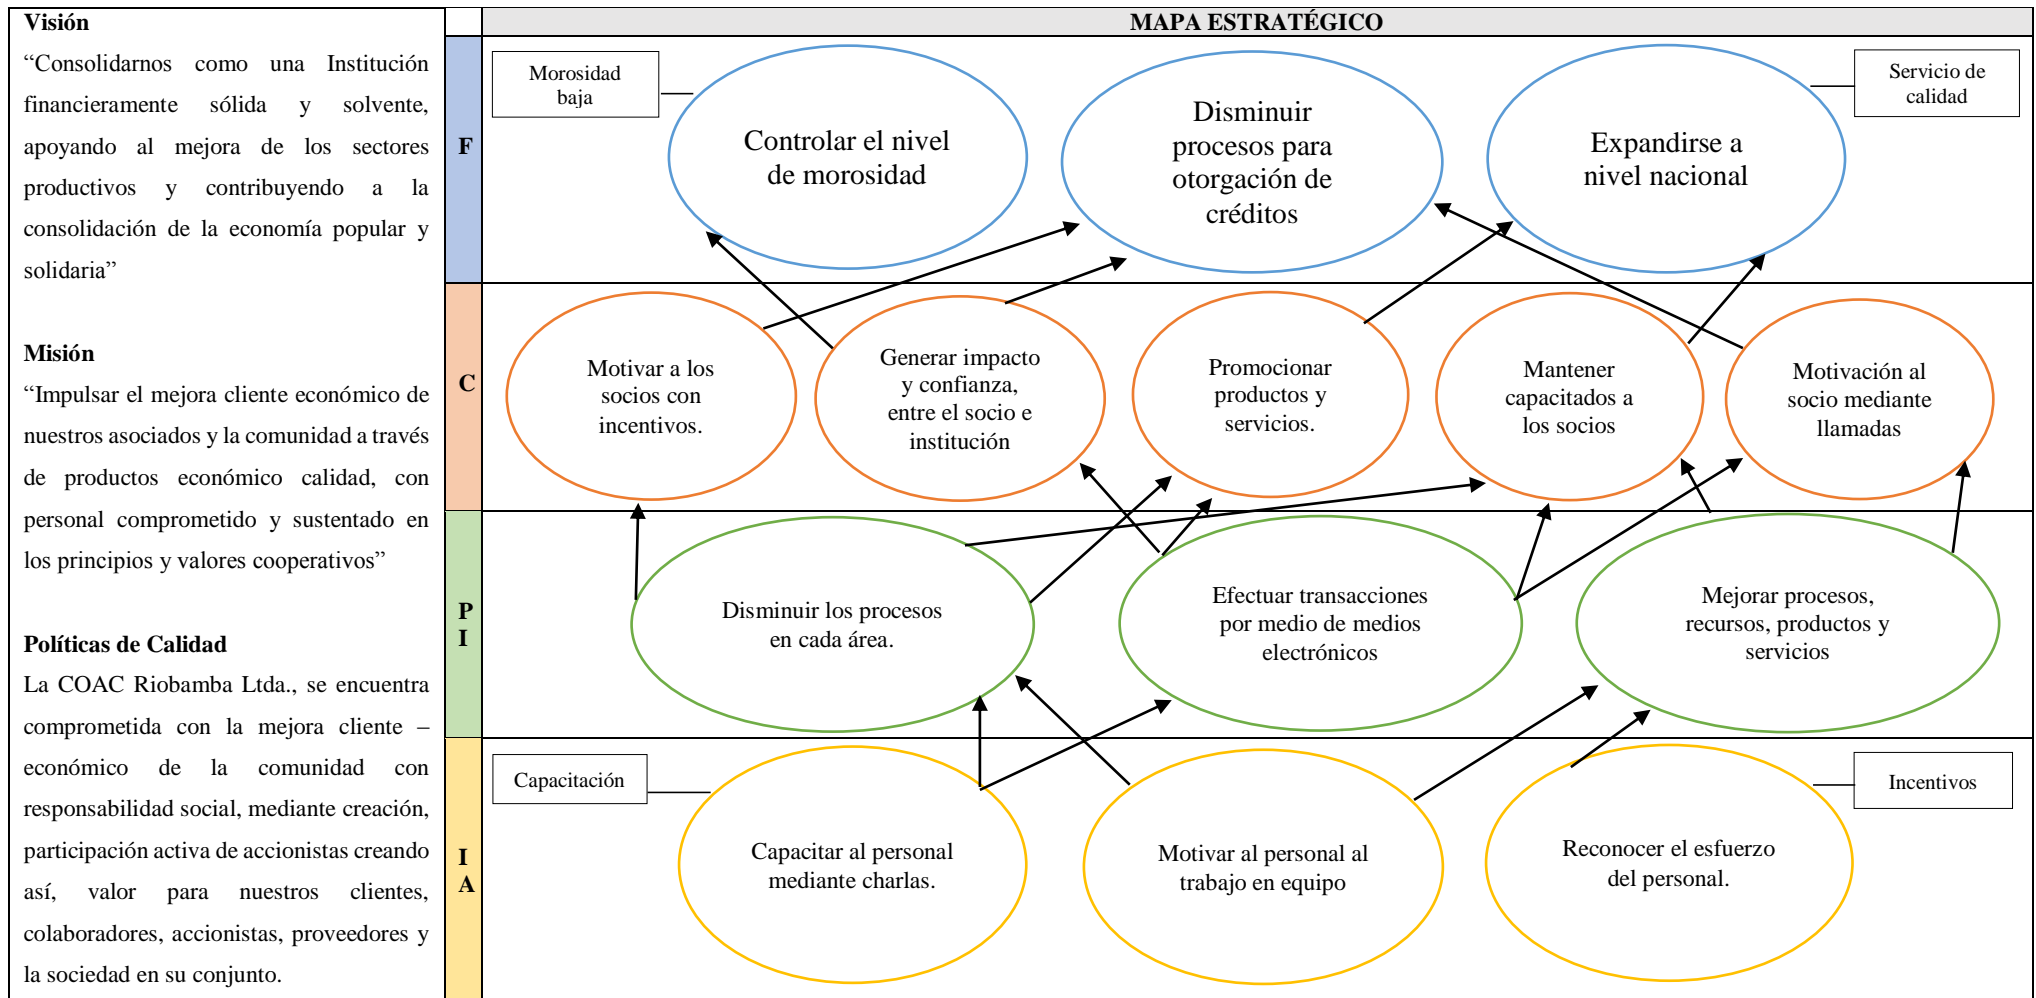 Visión
“Consolidarnos como una Institución
financieramente sólida y solvente,
apoyando al mejora de los sectores
productivos y contribuyendo a la
consolidación de la economía popular y
solidaria”
Misión
“Impulsar el mejora cliente económico de
nuestros asociados y la comunidad a través
de productos económico calidad, con
personal comprometido y sustentado en
los principios y valores cooperativos”
Políticas de Calidad
La COAC Riobamba Ltda., se encuentra
comprometida con la mejora cliente –
económico de la comunidad con
responsabilidad social, mediante creación,
participación activa de accionistas creando
así, valor para nuestros clientes,
colaboradores, accionistas, proveedores y
la sociedad en su conjunto.
MAPA ESTRATÉGICO
F
Morosidad
baja
Controlar el nivel
de morosidad
Disminuir
procesos para
otorgación de
créditos
Expandirse a
nivel nacional
Servicio de
calidad
C
Motivar a los
socios con
incentivos.
Generar impacto
y confianza,
entre el socio e
institución
Promocionar
productos y
servicios.
Mantener
capacitados a
los socios
Motivación al
socio mediante
llamadas
P
I
Disminuir los procesos
en cada área.
Efectuar transacciones
por medio de medios
electrónicos
Mejorar procesos,
recursos, productos y
servicios
I
A
Capacitación
Capacitar al personal
mediante charlas.
Motivar al personal al
trabajo en equipo
Reconocer el esfuerzo
del personal.
Incentivos